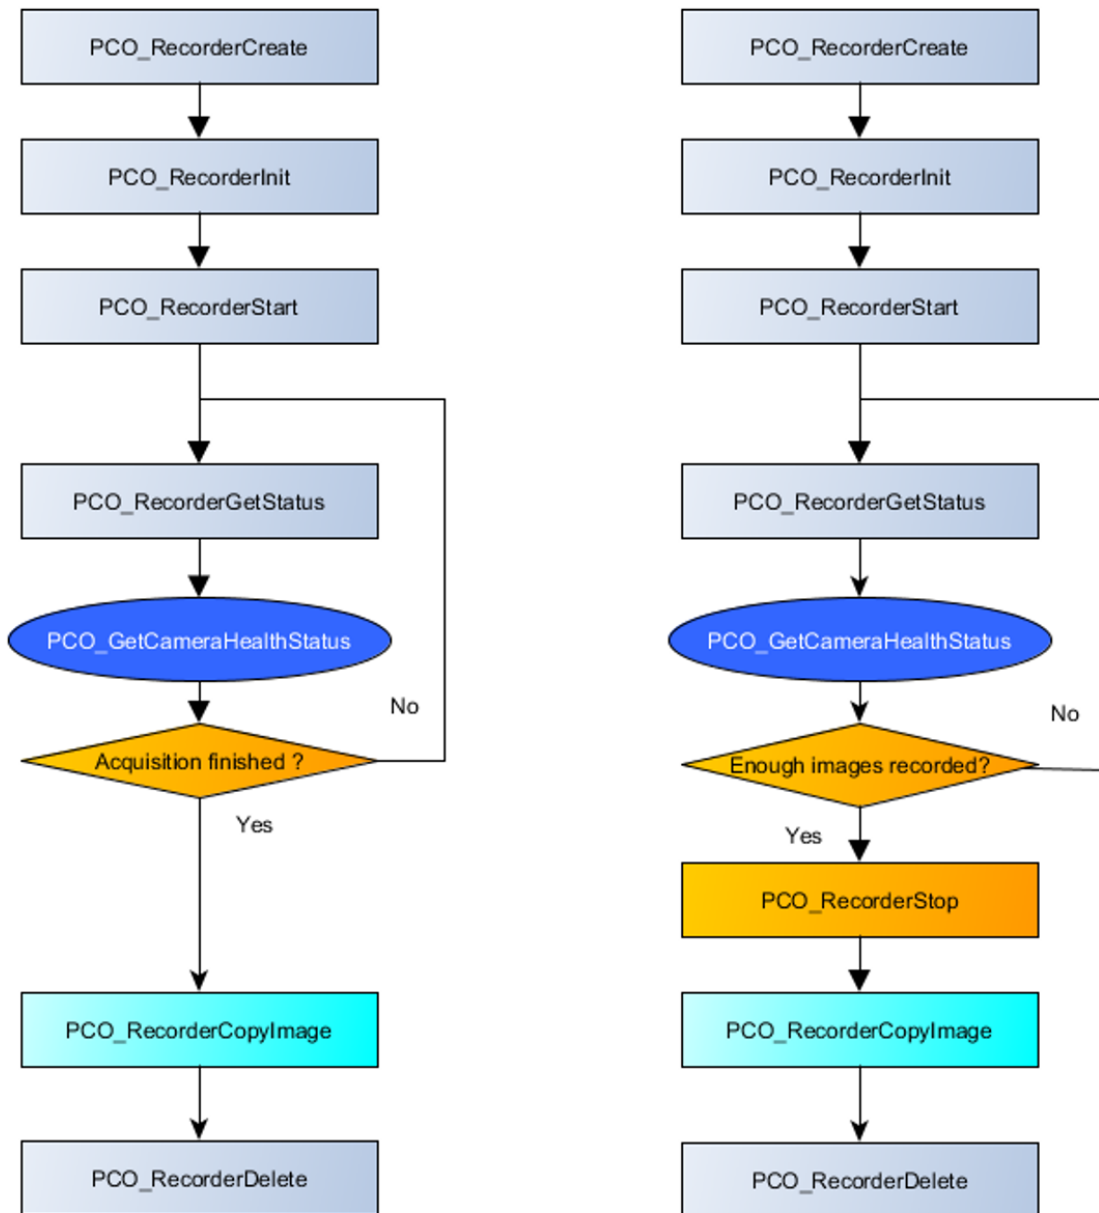 PCO_RecorderCreate
PCO_RecorderInit
PCO_RecorderStart
PCO_RecorderGetStatus
PCO_GetCameraHealthStatus
No
Acquisition finished ?
Yes
PCO_RecorderCopyImage
PCO_RecorderDelete
PCO_RecorderCreate
PCO_RecorderInit
PCO_RecorderStart
PCO_RecorderGetStatus
PCO_GetCameraHealthStatus
No
Enough images recorded?
Yes
PCO_RecorderStop
PCO_RecorderCopyImage
PCO_RecorderDelete